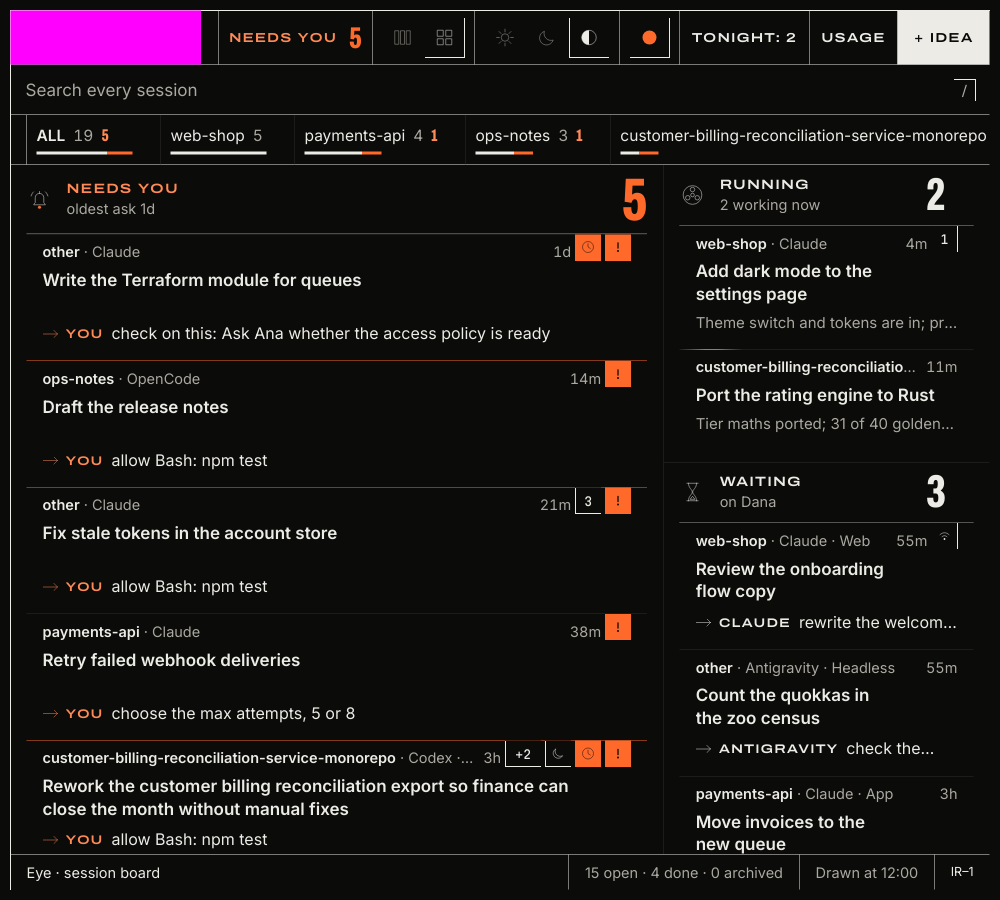 NEEDS YOU 5
TONIGHT: 2
USAGE
+ IDEA
Search every session
/
ALL 19 5
web-shop 5
payments-api 4 1
ops-notes 3 1
customer-billing-reconciliation-service-monorepo
NEEDS YOU
oldest ask 1d
5
other · Claude 1d !
Write the Terraform module for queues
→ YOU check on this: Ask Ana whether the access policy is ready
ops-notes · OpenCode 14m !
Draft the release notes
→ YOU allow Bash: npm test
other · Claude 21m 3 !
Fix stale tokens in the account store
→ YOU allow Bash: npm test
payments-api · Claude 38m !
Retry failed webhook deliveries
→ YOU choose the max attempts, 5 or 8
customer-billing-reconciliation-service-monorepo · Codex ·... 3h +2 !
Rework the customer billing reconciliation export so finance can
close the month without manual fixes
→ YOU allow Bash: npm test
RUNNING
2 working now
2
web-shop · Claude 4m 1
Add dark mode to the
settings page
Theme switch and tokens are in; pr...
customer-billing-reconciliatio... 11m
Port the rating engine to Rust
Tier maths ported; 31 of 40 golden...
WAITING
on Dana
3
web-shop · Claude · Web 55m
Review the onboarding
flow copy
→ CLAUDE rewrite the welcom...
other · Antigravity · Headless 55m
Count the quokkas in
the zoo census
→ ANTIGRAVITY check the...
payments-api · Claude · App 3h
Move invoices to the
new queue
Eye · session board
15 open · 4 done · 0 archived
Drawn at 12:00
IR–1